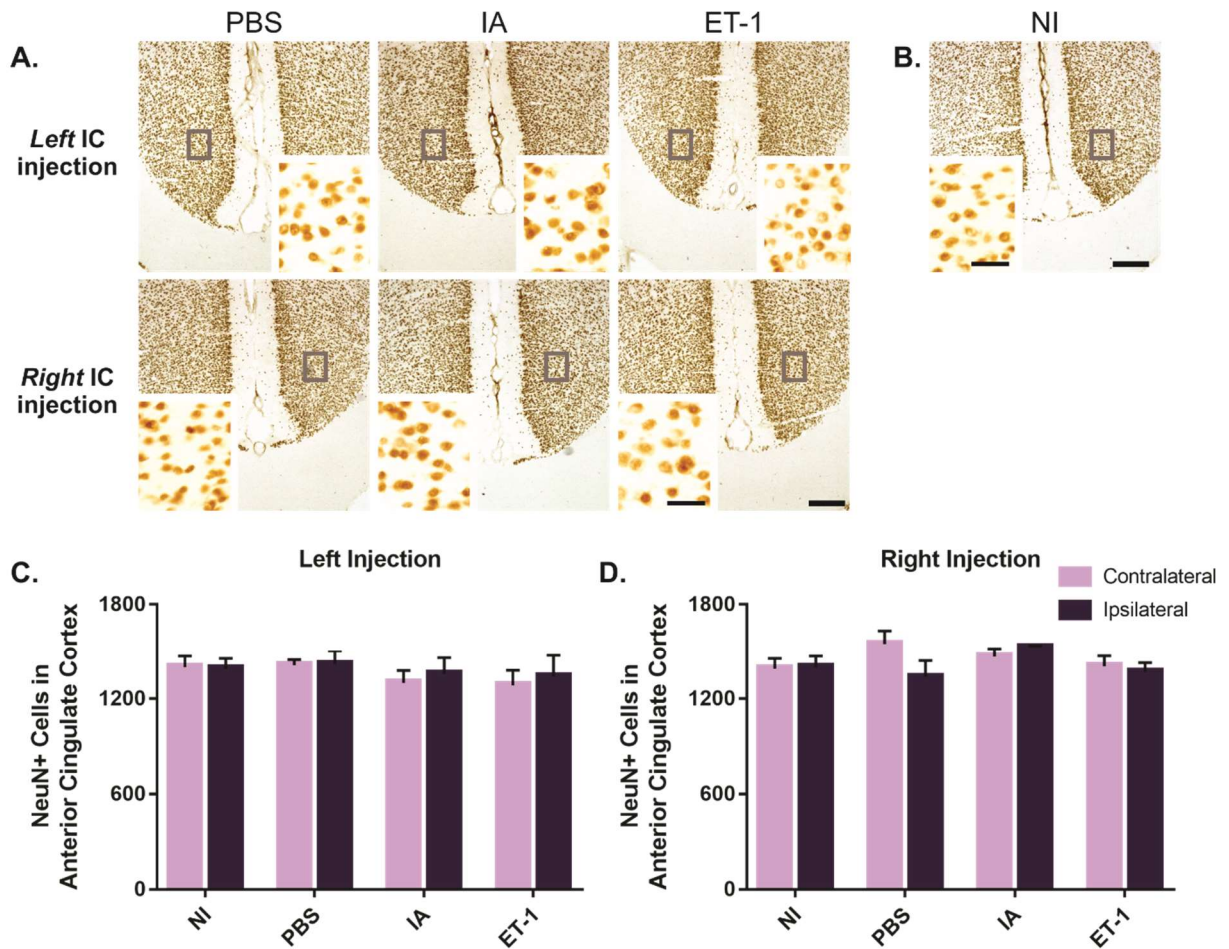 PBS
IA
ET-1
NI
A.
B.
Left IC
injection
Right IC
injection
C.
Left Injection
NeuN+ Cells in
Anterior Cingulate Cortex
1800
1200
600
0
NI
PBS
IA
ET-1
D.
Right Injection
Contralateral
Ipsilateral
NeuN+ Cells in
Anterior Cingulate Cortex
1800
1200
600
0
NI
PBS
IA
ET-1